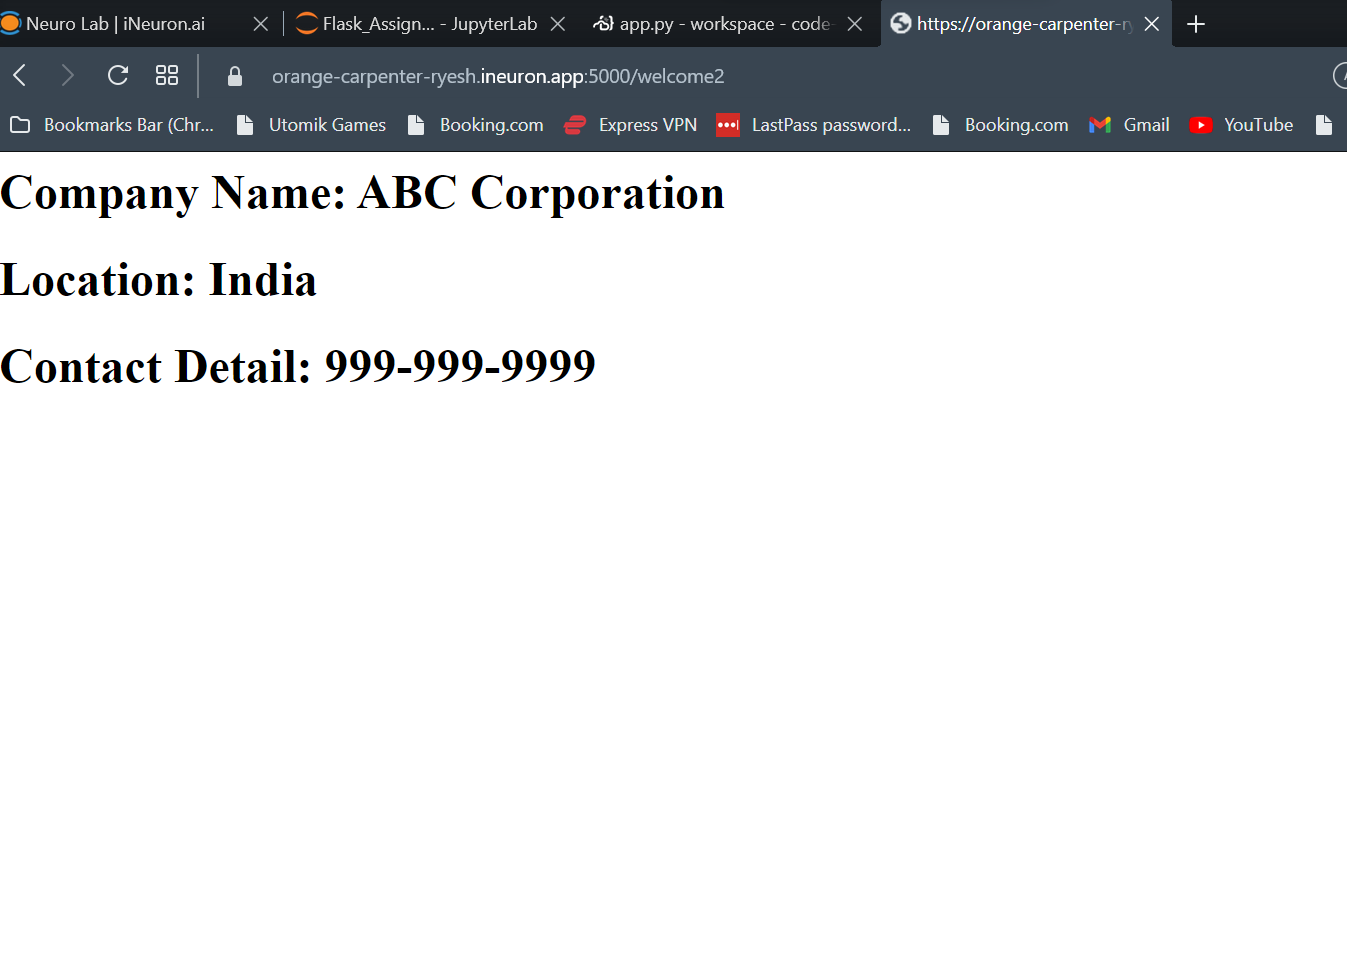 Neuro Lab | iNeuron.ai
Flask_Assign... - JupyterLab
app.py - workspace - code-
https://orange-carpenter-ry
orange-carpenter-ryesh.ineuron.app:5000/welcome2
Bookmarks Bar (Chr...
Utomik Games
Booking.com
Express VPN
LastPass password...
Booking.com
Gmail
YouTube
Company Name: ABC Corporation
Location: India
Contact Detail: 999-999-9999